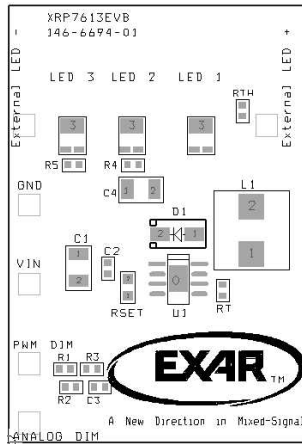 XRP7613EVB
146-6694-01
External LED -
External LED +
LED 3 LED 2 LED 1
3 3 3
RTH
R5 R4
C4 1 2
GND
L1
2
1
D1
2 1
C1
1
2
C2
VIN
RSET
U1
0
RT
PWM DIM
R1 R3
R2 C3
EXAR TM
A New Direction in Mixed-Signal
ANALOG DIM